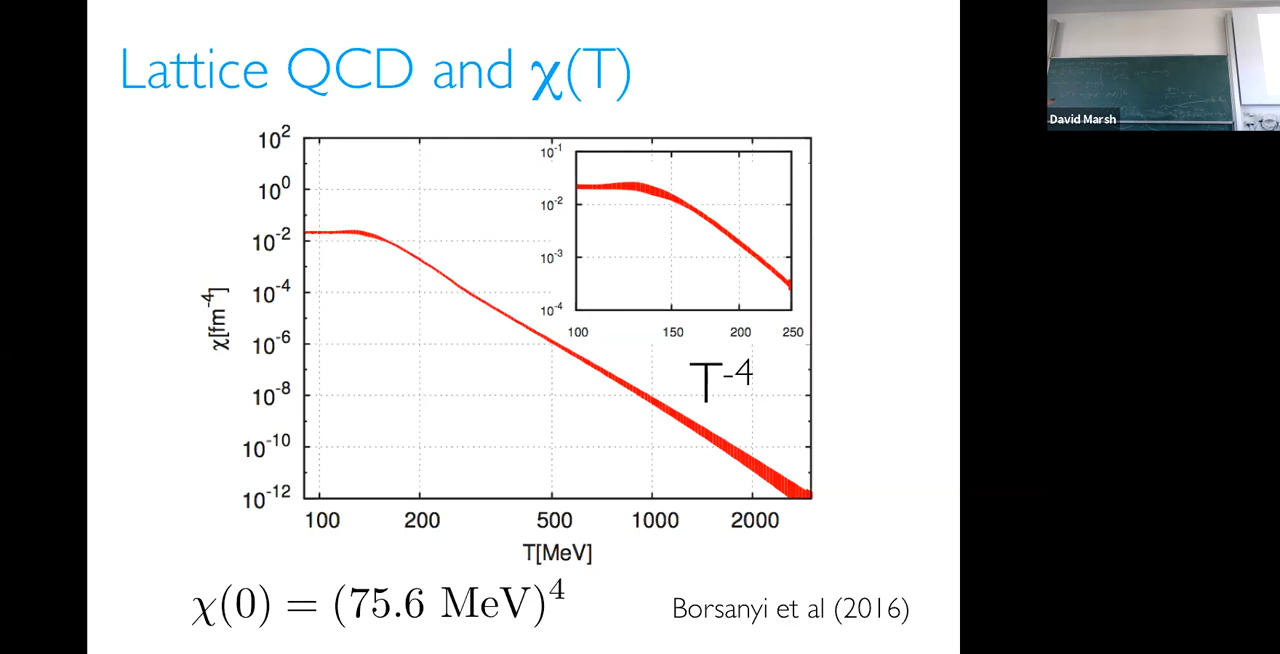 Lattice QCD and χ(T)
David Marsh
10²
10⁰
10⁻²
10⁻⁴
10⁻⁶
10⁻⁸
10⁻¹⁰
10⁻¹²
χ[fm⁻⁴]
100 200 500 1000 2000
T[MeV]
10⁻¹
10⁻²
10⁻³
10⁻⁴
100 150 200 250
T⁻⁴
χ(0) = (75.6 MeV)⁴
Borsanyi et al (2016)